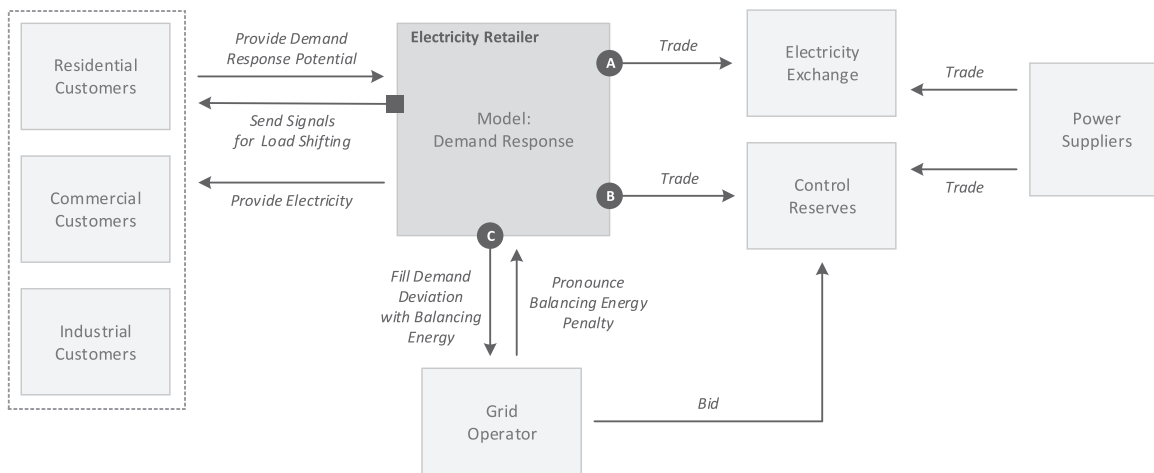 Residential
Customers
Commercial
Customers
Industrial
Customers
Provide Demand
Response Potential
Send Signals
for Load Shifting
Provide Electricity
Electricity Retailer
Model:
Demand Response
A
B
C
Trade
Trade
Electricity
Exchange
Control
Reserves
Trade
Trade
Power
Suppliers
Fill Demand
Deviation
with Balancing
Energy
Pronounce
Balancing Energy
Penalty
Grid
Operator
Bid